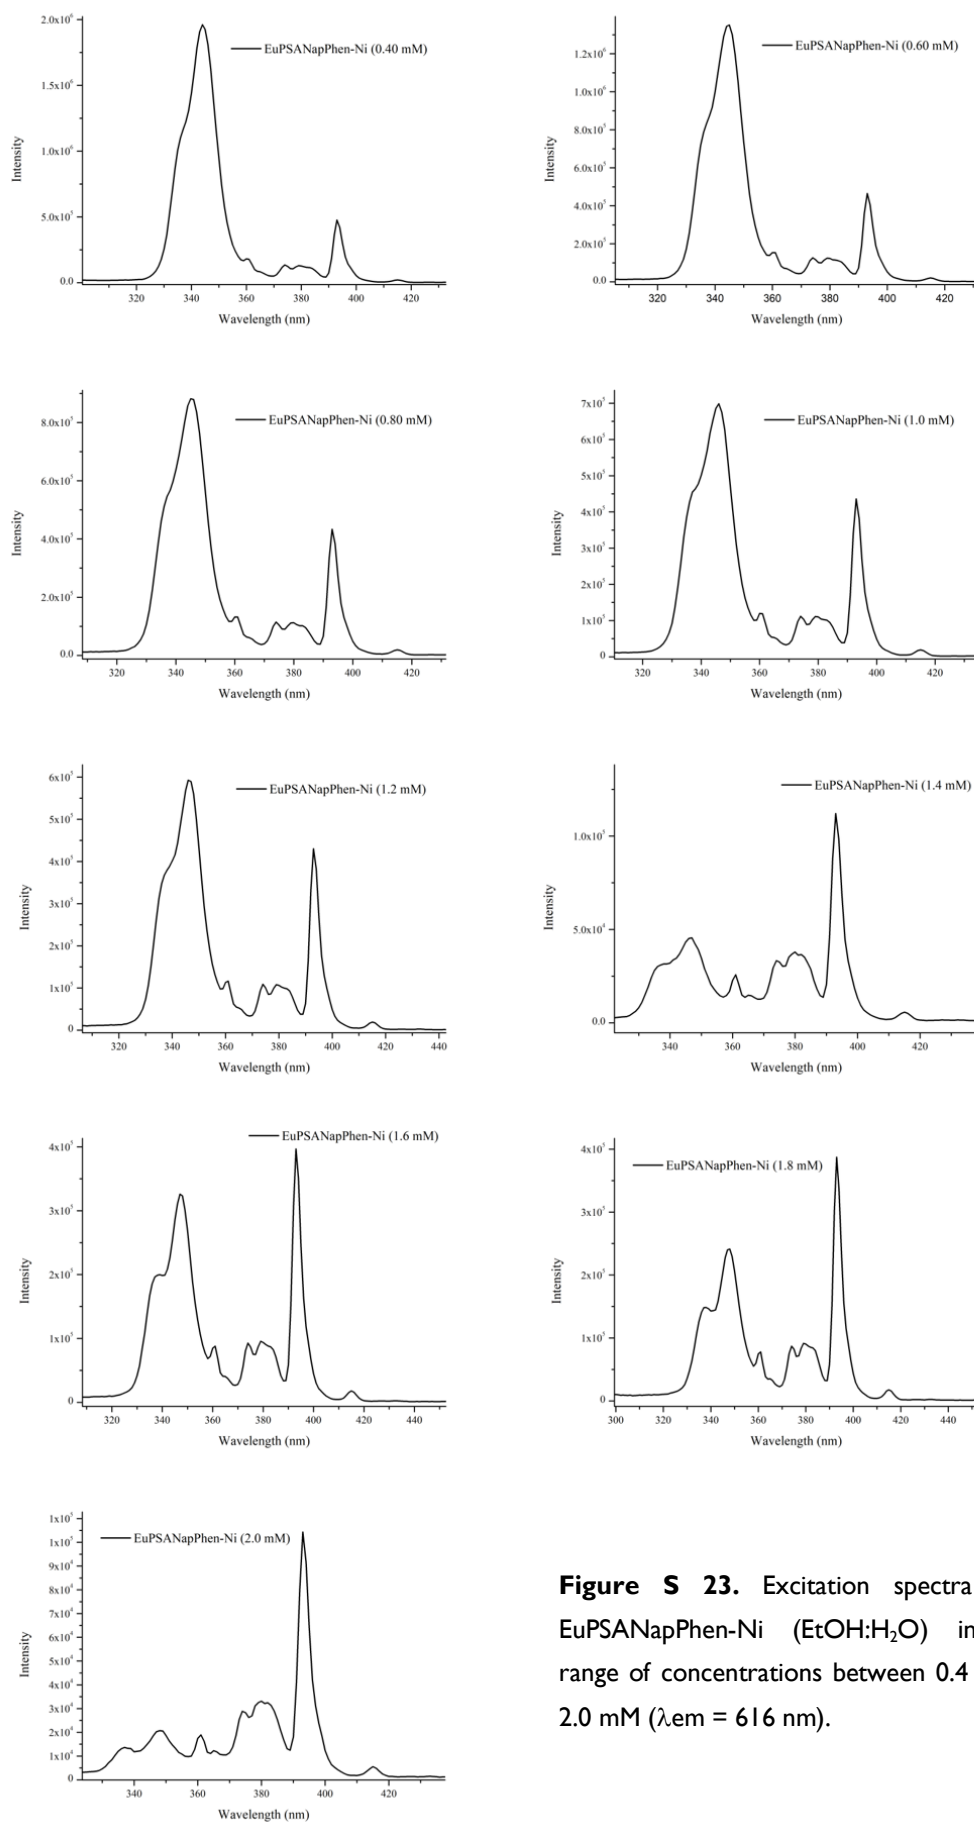 EuPSANapPhen-Ni (0.40 mM)
2.0x10⁶
1.5x10⁶
1.0x10⁶
5.0x10⁵
0.0
Intensity
320 340 360 380 400 420
Wavelength (nm)
EuPSANapPhen-Ni (0.60 mM)
1.2x10⁶
1.0x10⁶
8.0x10⁵
6.0x10⁵
4.0x10⁵
2.0x10⁵
0.0
Intensity
320 340 360 380 400 420
Wavelength (nm)
EuPSANapPhen-Ni (0.80 mM)
8.0x10⁵
6.0x10⁵
4.0x10⁵
2.0x10⁵
0.0
Intensity
320 340 360 380 400 420
Wavelength (nm)
EuPSANapPhen-Ni (1.0 mM)
7x10⁵
6x10⁵
5x10⁵
4x10⁵
3x10⁵
2x10⁵
1x10⁵
0
Intensity
320 340 360 380 400 420
Wavelength (nm)
EuPSANapPhen-Ni (1.2 mM)
6x10⁵
5x10⁵
4x10⁵
3x10⁵
2x10⁵
1x10⁵
0
Intensity
320 340 360 380 400 420 440
Wavelength (nm)
EuPSANapPhen-Ni (1.4 mM)
1.0x10⁵
5.0x10⁴
0.0
Intensity
340 360 380 400 420
Wavelength (nm)
EuPSANapPhen-Ni (1.6 mM)
4x10⁵
3x10⁵
2x10⁵
1x10⁵
0
Intensity
320 340 360 380 400 420 440
Wavelength (nm)
EuPSANapPhen-Ni (1.8 mM)
4x10⁵
3x10⁵
2x10⁵
1x10⁵
0
Intensity
300 320 340 360 380 400 420 440
Wavelength (nm)
EuPSANapPhen-Ni (2.0 mM)
1x10⁵
1x10⁵
9x10⁴
8x10⁴
7x10⁴
6x10⁴
5x10⁴
4x10⁴
3x10⁴
2x10⁴
1x10⁴
0
Intensity
340 360 380 400 420
Wavelength (nm)
Figure S 23. Excitation spectra
EuPSANapPhen-Ni (EtOH:H₂O) in
range of concentrations between 0.4
2.0 mM (λem = 616 nm).